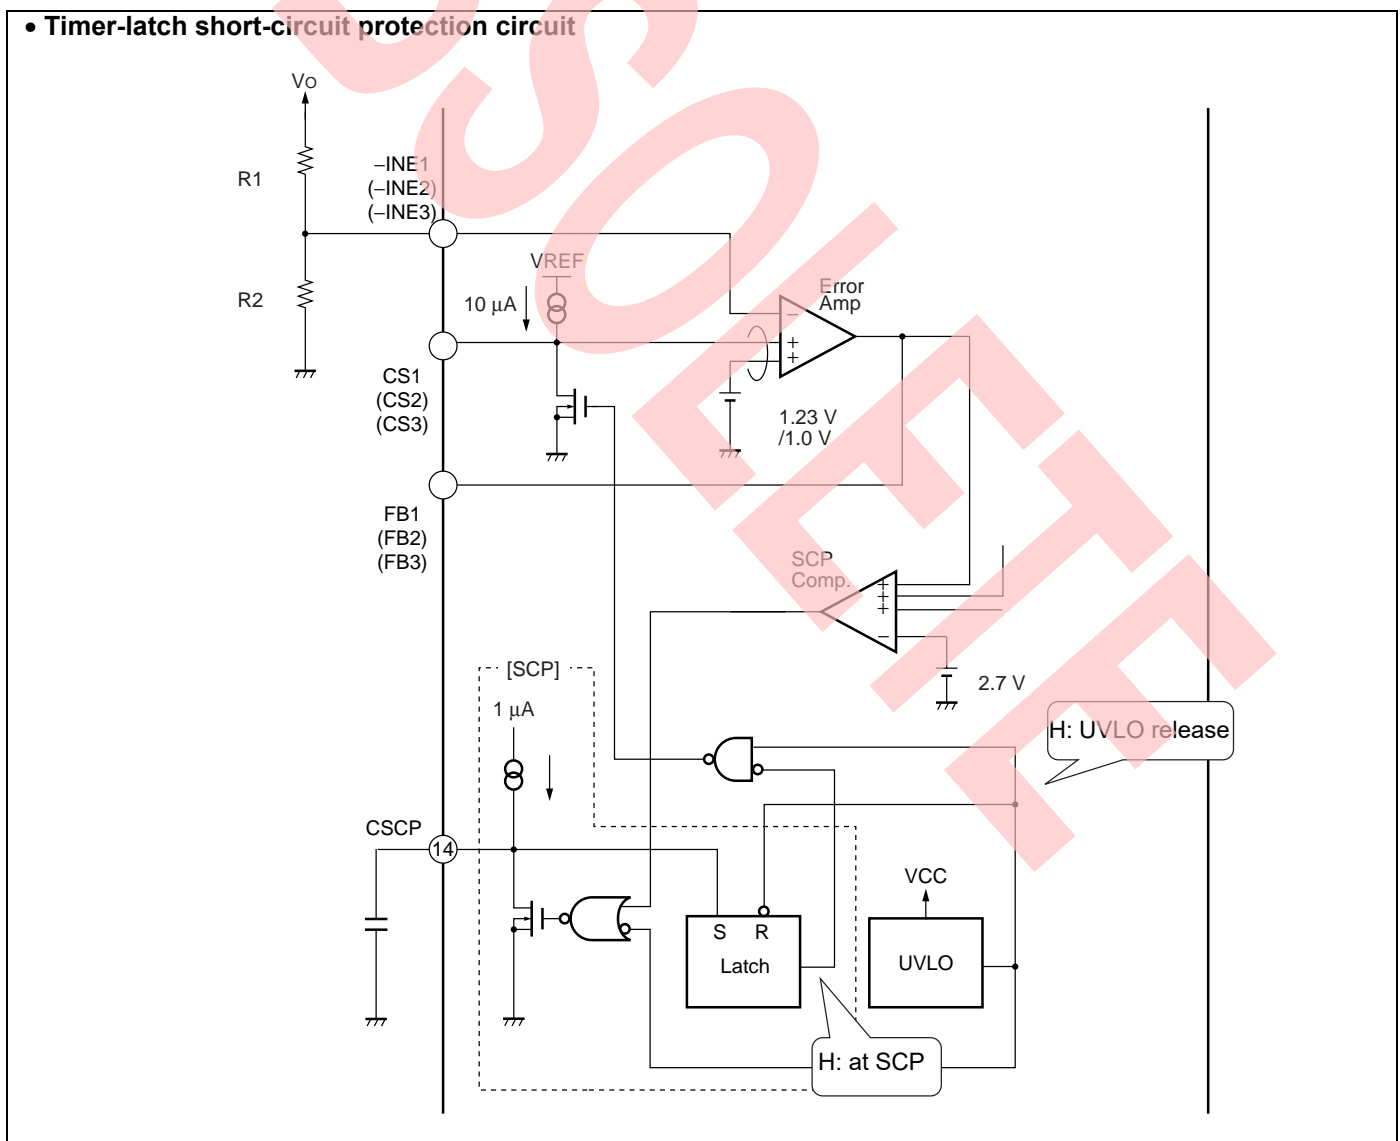 • Timer-latch short-circuit protection circuit
VO
R1
−INE1
(−INE2)
(−INE3)
R2
VREF
10 µA
Error
Amp
−
+
+
CS1
(CS2)
(CS3)
1.23 V
/1.0 V
FB1
(FB2)
(FB3)
SCP
Comp.
+
+
+
−
2.7 V
[SCP]
1 µA
H: UVLO release
CSCP
14
VCC
S R
Latch
UVLO
H: at SCP
OBSOLETE